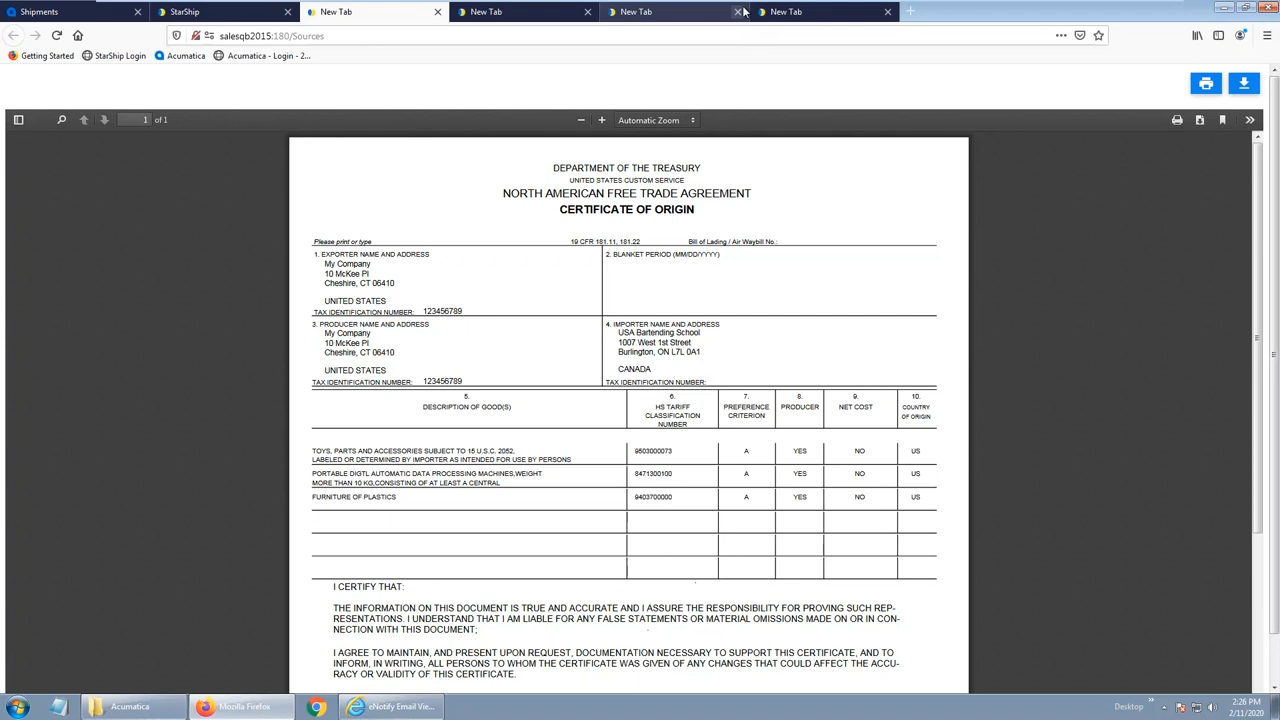 Shipments
StarShip
New Tab
New Tab
New Tab
New Tab
salesqb2015:180/Sources
Getting Started
StarShip Login
Acumatica
Acumatica - Login - 2...
1 of 1
Automatic Zoom
DEPARTMENT OF THE TREASURY
UNITED STATES CUSTOM SERVICE
NORTH AMERICAN FREE TRADE AGREEMENT
CERTIFICATE OF ORIGIN
Please print or type 19 CFR 181.11, 181.22 Bill of Lading / Air Waybill No.:
1. EXPORTER NAME AND ADDRESS
My Company
10 McKee Pl
Cheshire, CT 06410
UNITED STATES
TAX IDENTIFICATION NUMBER: 123456789
2. BLANKET PERIOD (MM/DD/YYYY)
3. PRODUCER NAME AND ADDRESS
My Company
10 McKee Pl
Cheshire, CT 06410
UNITED STATES
TAX IDENTIFICATION NUMBER: 123456789
4. IMPORTER NAME AND ADDRESS
USA Bartending School
1007 West 1st Street
Burlington, ON L7L 0A1
CANADA
TAX IDENTIFICATION NUMBER:
5.
DESCRIPTION OF GOOD(S)
6.
HS TARIFF
CLASSIFICATION
NUMBER
7.
PREFERENCE
CRITERION
8.
PRODUCER
9.
NET COST
10.
COUNTRY
OF ORIGIN
TOYS, PARTS AND ACCESSORIES SUBJECT TO 15 U.S.C. 2052,
LABELED OR DETERMINED BY IMPORTER AS INTENDED FOR USE BY PERSONS
9503000073 A YES NO US
PORTABLE DIGTL AUTOMATIC DATA PROCESSING MACHINES,WEIGHT
MORE THAN 10 KG,CONSISTING OF AT LEAST A CENTRAL
8471300100 A YES NO US
FURNITURE OF PLASTICS 9403700000 A YES NO US
I CERTIFY THAT:
THE INFORMATION ON THIS DOCUMENT IS TRUE AND ACCURATE AND I ASSURE THE RESPONSIBILITY FOR PROVING SUCH REP-
RESENTATIONS. I UNDERSTAND THAT I AM LIABLE FOR ANY FALSE STATEMENTS OR MATERIAL OMISSIONS MADE ON OR IN CON-
NECTION WITH THIS DOCUMENT;
I AGREE TO MAINTAIN, AND PRESENT UPON REQUEST, DOCUMENTATION NECESSARY TO SUPPORT THIS CERTIFICATE, AND TO
INFORM, IN WRITING, ALL PERSONS TO WHOM THE CERTIFICATE WAS GIVEN OF ANY CHANGES THAT COULD AFFECT THE ACCU-
RACY OR VALIDITY OF THIS CERTIFICATE.
Acumatica
Mozilla Firefox
eNotify Email Vie...
Desktop
2:26 PM
2/11/2020